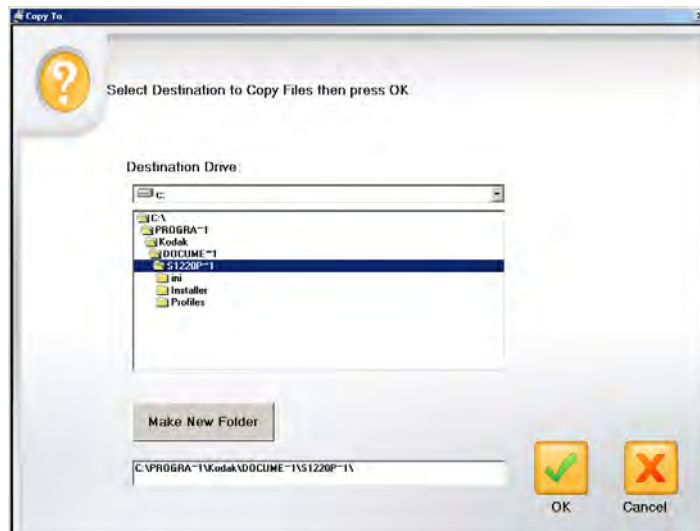 Copy To
Select Destination to Copy Files then press OK
Destination Drive:
c:
C:\
PROGRA~1
Kodak
DOCUME~1
S1220P~1
ini
Installer
Profiles
Make New Folder
C:\PROGRA~1\Kodak\DOCUME~1\S1220P~1\
OK
Cancel